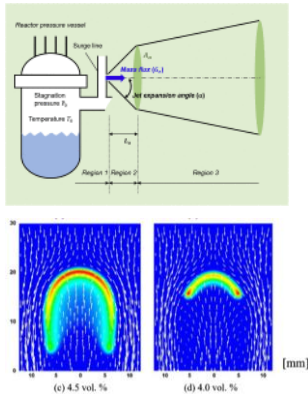 Reactor pressure vessel
Surge line
Mass flux (G₀)
Stagnation
pressure P₀
Temperature T₀
Jet expansion angle (α)
Region 1
Region 2
Region 3
30
20
10
0
10
5
0
5
10
10
5
0
5
10
[mm]
(c) 4.5 vol. %
(d) 4.0 vol. %